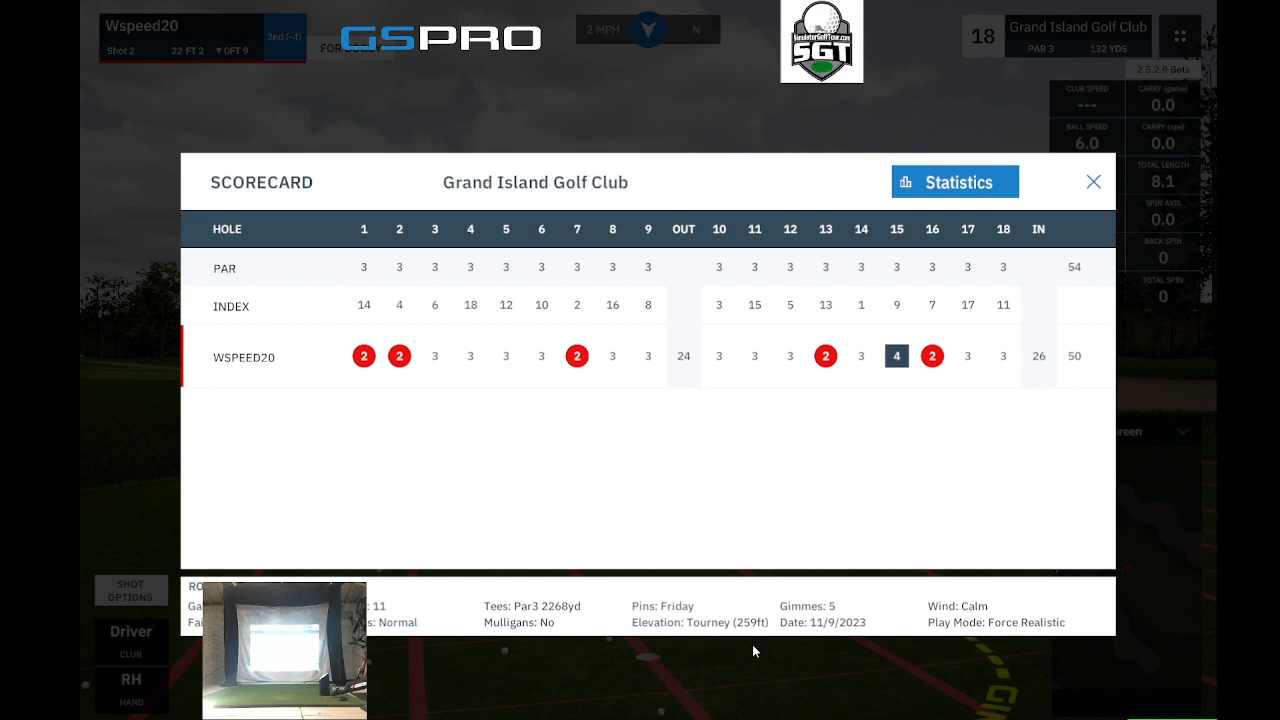 Wspeed20
Shot 2 22 FT 2 ▼0FT 9 2nd (-4)
GSPRO
2 MPH N
SimulatorGolfTour.com
SGT
18 Grand Island Golf Club
PAR 3 132 YDS
2.5.2.9 Beta
CLUB SPEED CARRY (game)
--- 0.0
BALL SPEED CARRY (raw)
6.0 0.0
TOTAL LENGTH
8.1
SPIN AXIS
0.0
BACK SPIN
0
TOTAL SPIN
0
SCORECARD Grand Island Golf Club Statistics
HOLE 1 2 3 4 5 6 7 8 9 OUT 10 11 12 13 14 15 16 17 18 IN
PAR 3 3 3 3 3 3 3 3 3 3 3 3 3 3 3 3 3 3 54
INDEX 14 4 6 18 12 10 2 16 8 3 15 5 13 1 9 7 17 11
WSPEED20 2 2 3 3 3 3 2 3 3 24 3 3 3 2 3 4 2 3 3 26 50
: 11 Tees: Par3 2268yd Pins: Friday Gimmes: 5 Wind: Calm
s: Normal Mulligans: No Elevation: Tourney (259ft) Date: 11/9/2023 Play Mode: Force Realistic
SHOT
OPTIONS
Driver
CLUB
RH
HAND